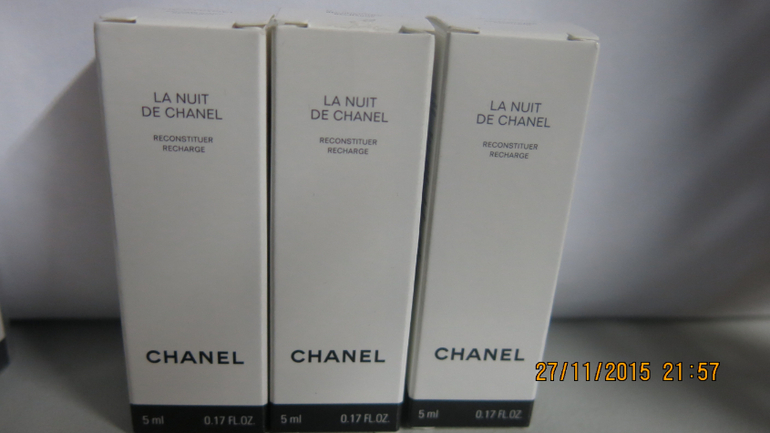 LA NUIT
DE CHANEL
RECONSTITUER
RECHARGE
CHANEL
5 ml 0.17 FL.OZ.
LA NUIT
DE CHANEL
RECONSTITUER
RECHARGE
CHANEL
5 ml 0.17 FL.OZ.
LA NUIT
DE CHANEL
RECONSTITUER
RECHARGE
CHANEL
5 ml 0.17 FL.OZ.
27/11/2015 21:57